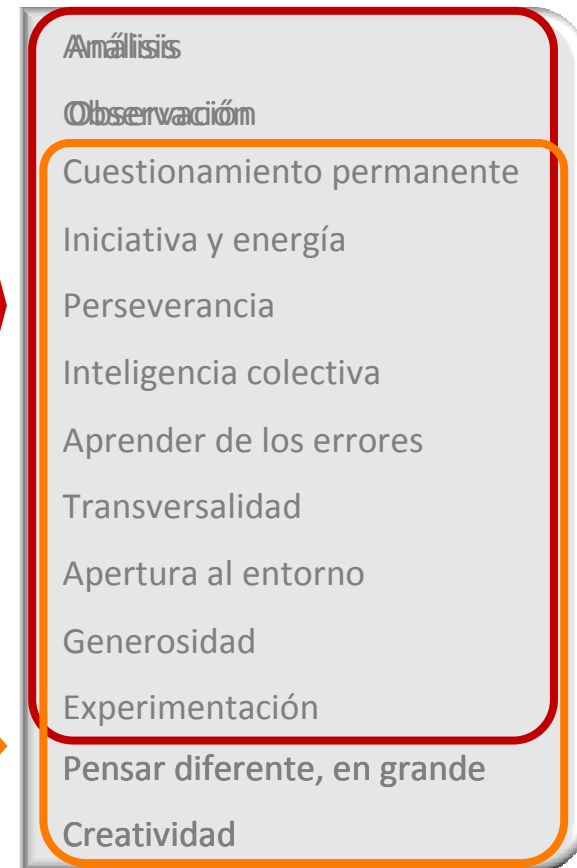 Análisis
Observación
Cuestionamiento permanente
Iniciativa y energía
Perseverancia
Inteligencia colectiva
Aprender de los errores
Transversalidad
Apertura al entorno
Generosidad
Experimentación
Pensar diferente, en grande
Creatividad